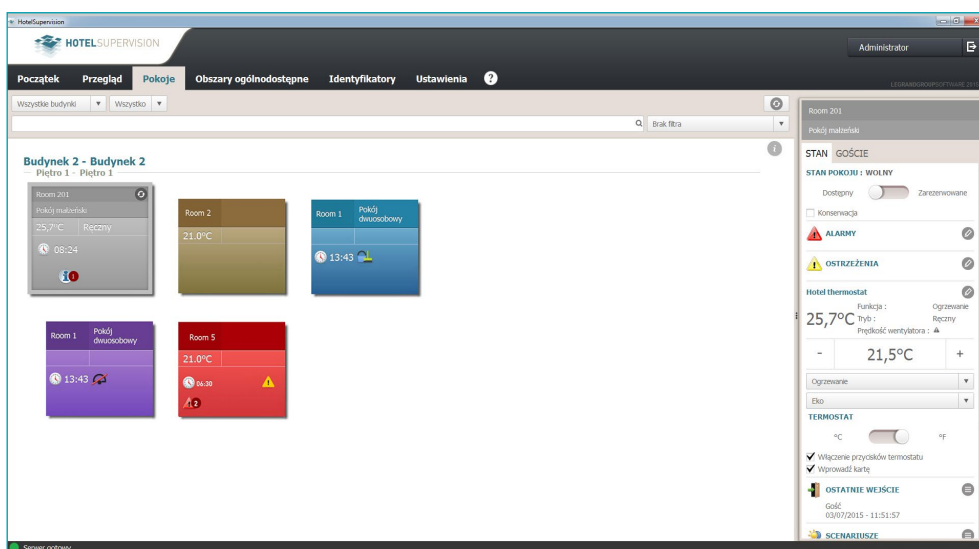 HotelSupervision
HOTELSUPERVISION
Administrator
Początek Przegląd Pokoje Obszary ogólnodostępne Identyfikatory Ustawienia ?
LEGRANDGROUPSOFTWARE 2015
Wszystkie budynki Wszystko
Brak filtra
Budynek 2 - Budynek 2
Piętro 1 - Piętro 1
Room 201
Pokój małżeński
25,7°C Ręczny
08:24
1
Room 2
21.0°C
Room 1 Pokój
dwuosobowy
13:43
Room 1 Pokój
dwuosobowy
13:43
Room 5
21.0°C
06:30
2
Room 201
Pokój małżeński
STAN GOŚCIE
STAN POKOJU : WOLNY
Dostępny Zarezerwowane
Konserwacja
ALARMY
OSTRZEŻENIA
Hotel thermostat
Funkcja : Ogrzewanie
25,7°C Tryb : Ręczny
Prędkość wentylatora : A
- 21,5°C +
Ogrzewanie
Eko
TERMOSTAT
°C °F
Włączenie przycisków termostatu
Wprowadź kartę
OSTATNIE WEJŚCIE
Gość
03/07/2015 - 11:51:57
SCENARIUSZE
Serwer gotowy